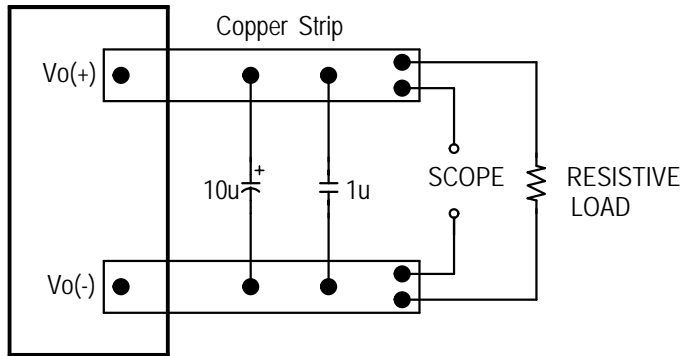 Copper Strip
Vo(+)
+
10u
1u
SCOPE
RESISTIVE
LOAD
Vo(-)